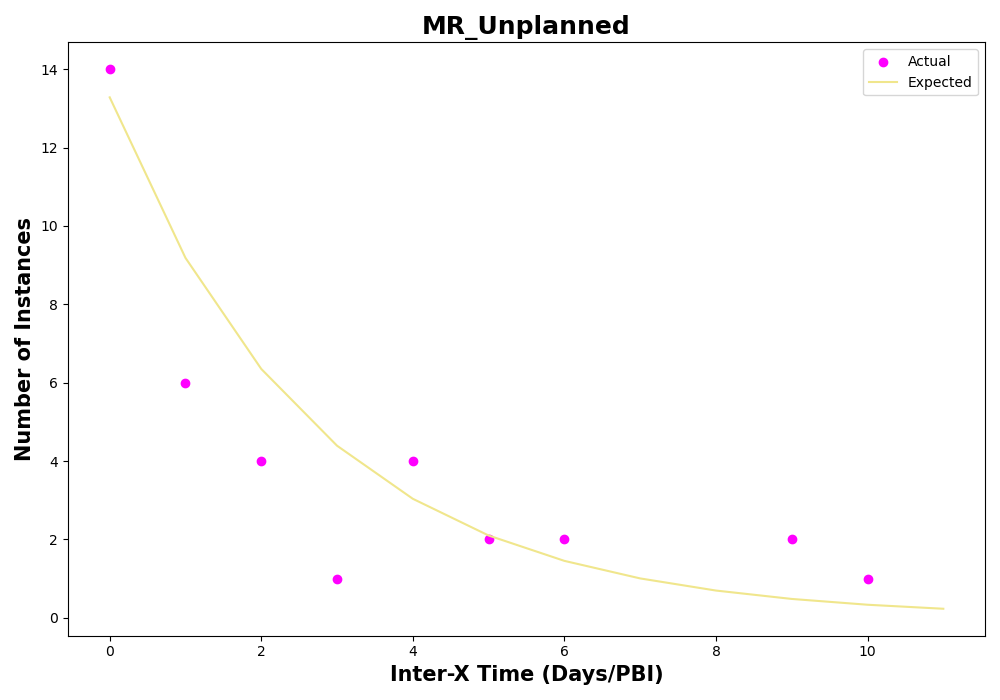 MR_Unplanned
Actual
Expected
Number of Instances
14
12
10
8
6
4
2
0
0 2 4 6 8 10
Inter-X Time (Days/PBI)